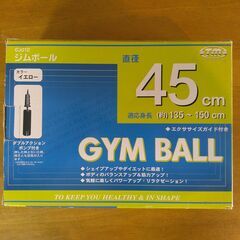 ジムボール
直径
45cm
カラー
イエロー
適応身長 (約)135~150cm
ダブルアクション
ポンプ付き
●エクササイズガイド付き
GYM BALL
●シェイプアップやダイエットに最適！
●ボディのバランスアップ&筋力アップ！
●気軽に楽しくパワーアップ・リラクゼーション！
TO KEEP YOU HEALTHY & IN SHAPE